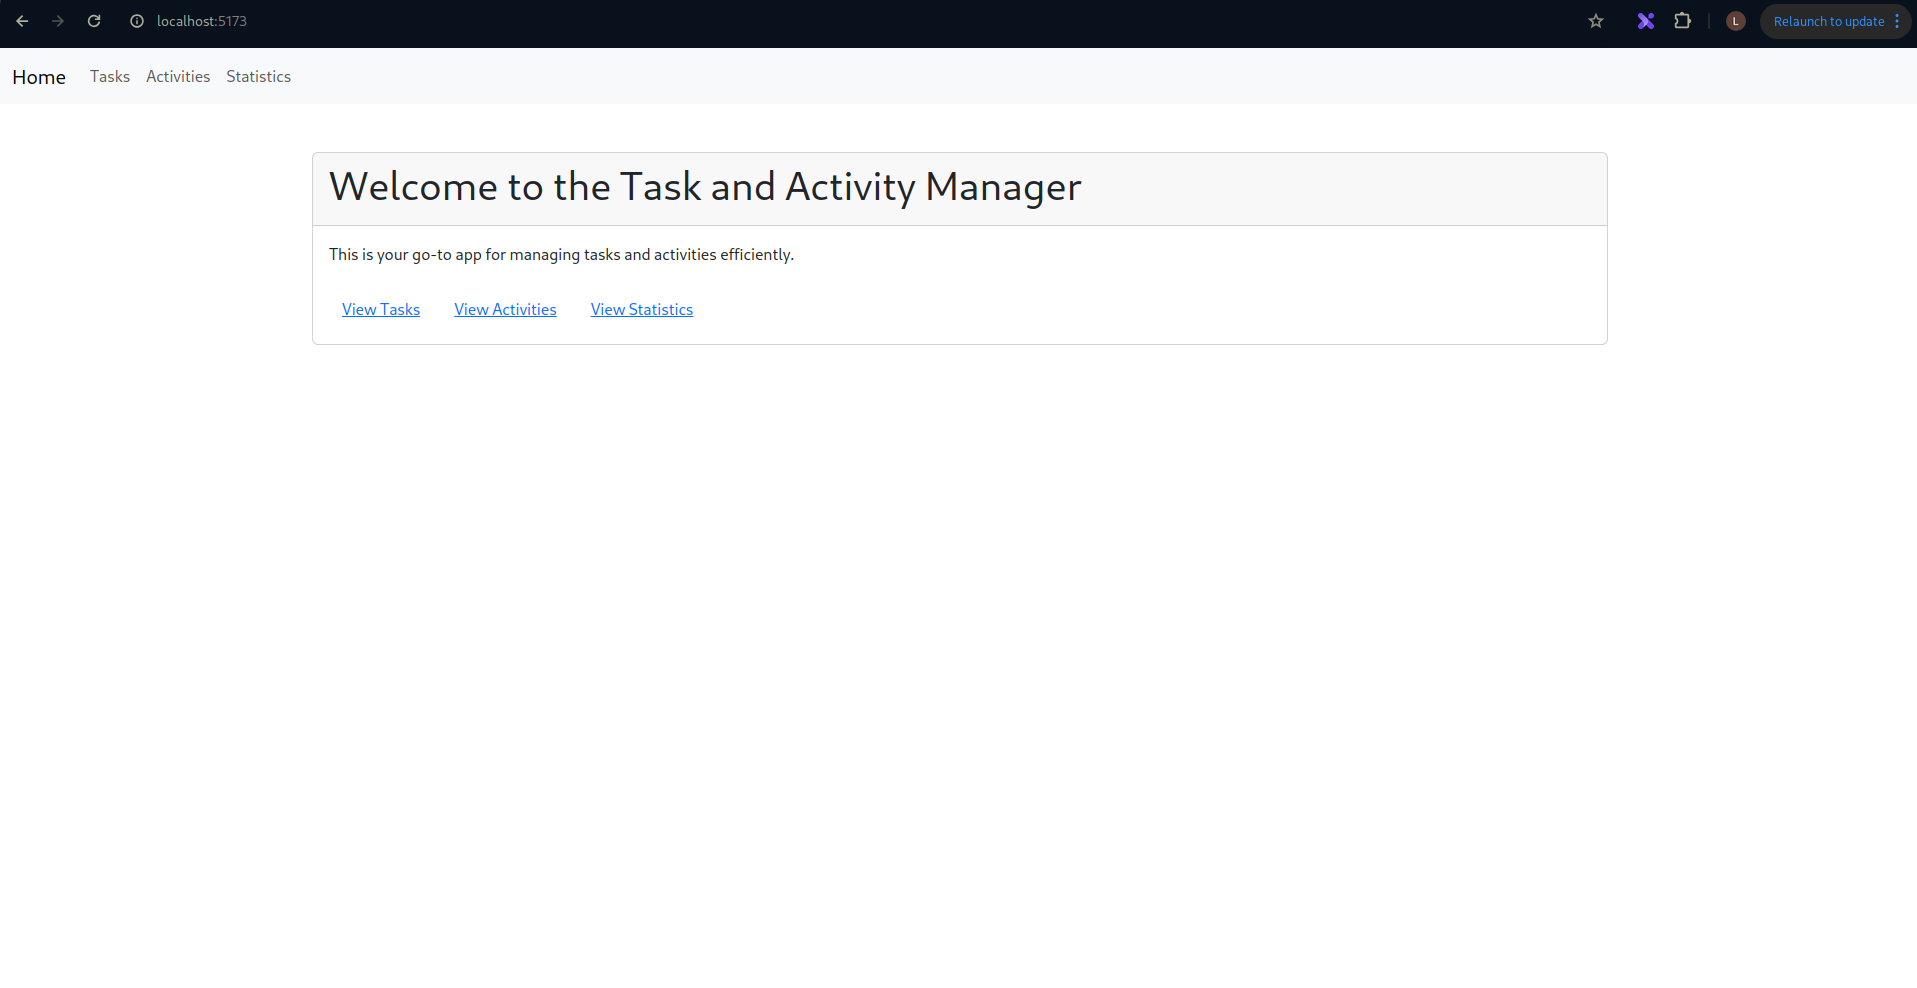 localhost:5173
L
Relaunch to update
Home Tasks Activities Statistics
Welcome to the Task and Activity Manager
This is your go-to app for managing tasks and activities efficiently.
View Tasks View Activities View Statistics